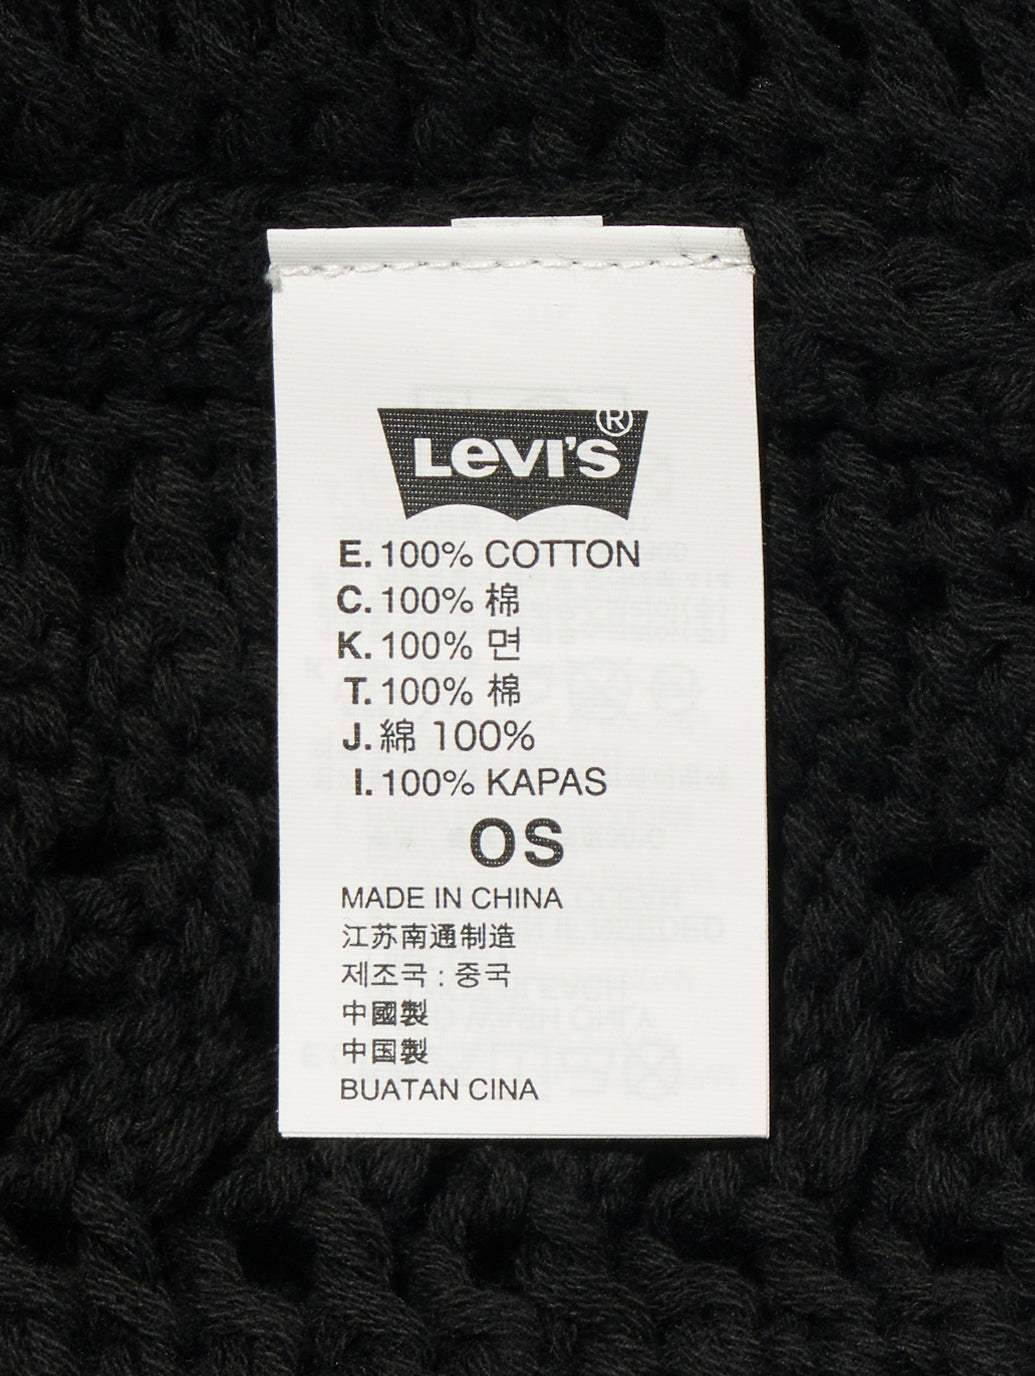 LEVI'S®
E. 100% COTTON
C. 100% 棉
K. 100% 면
T. 100% 棉
J. 綿 100%
I. 100% KAPAS
OS
MADE IN CHINA
江苏南通制造
제조국 : 중국
中國製
中国製
BUATAN CINA